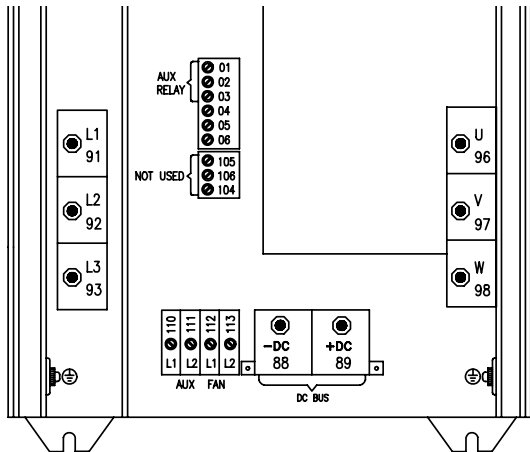 AUX
RELAY
01
02
03
04
05
06
NOT USED
105
106
104
L1
91
L2
92
L3
93
U
96
V
97
W
98
110 111 112 113
L1 L2 L1 L2
AUX FAN
-DC
88
+DC
89
DC BUS